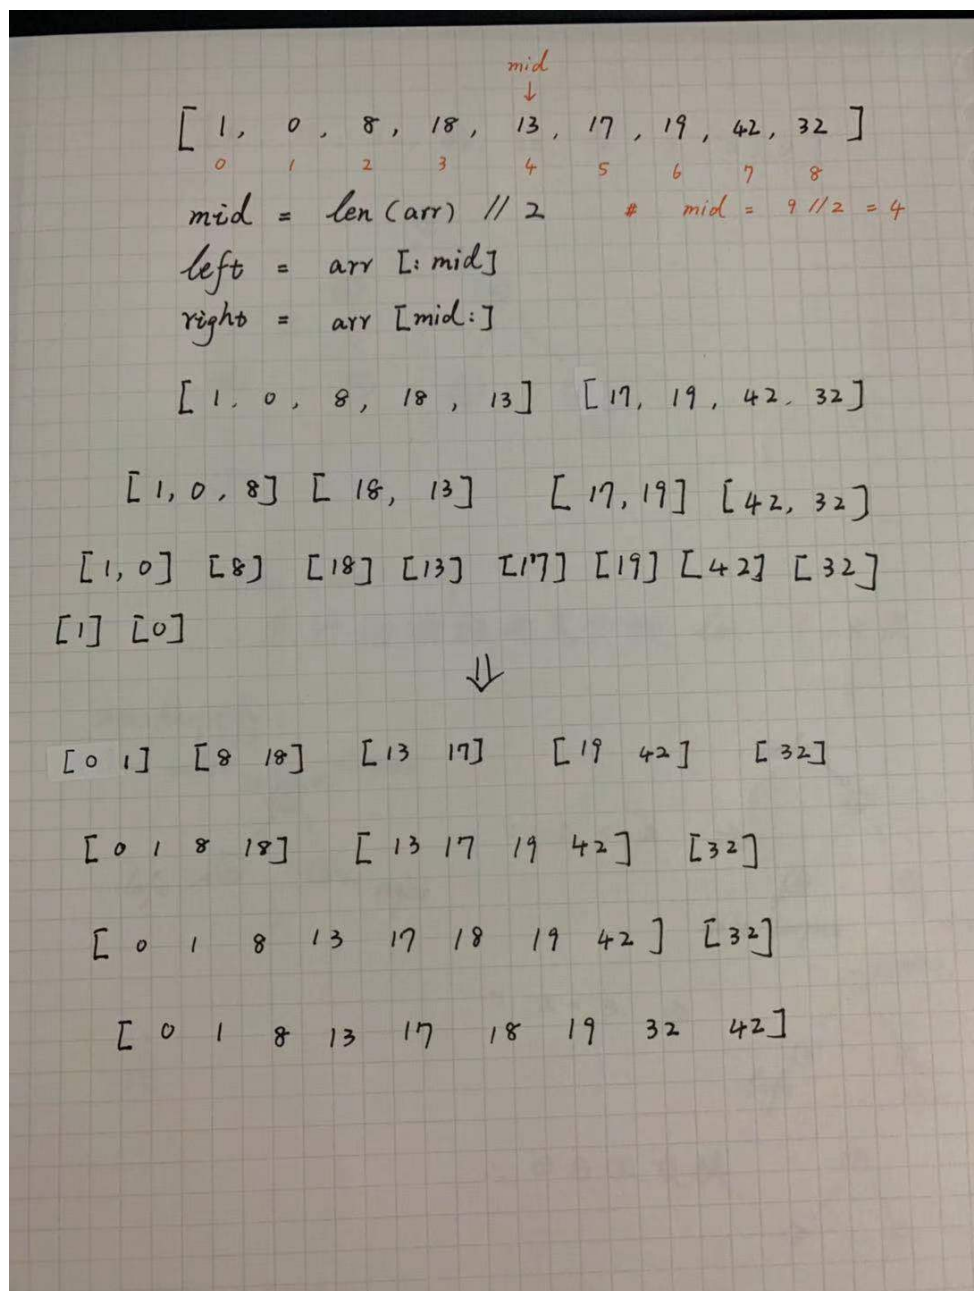 mid
↓
[ 1, 0, 8, 18, 13, 17, 19, 42, 32 ]
0 1 2 3 4 5 6 7 8
mid = len (arr) // 2 # mid = 9 // 2 = 4
left = arr [: mid]
right = arr [mid:]
[ 1, 0, 8, 18, 13] [17, 19, 42, 32]
[1, 0, 8] [ 18, 13] [ 17, 19] [42, 32]
[1, 0] [8] [18] [13] [17] [19] [42] [32]
[1] [0]
⇓
[0 1] [8 18] [13 17] [19 42] [32]
[0 1 8 18] [13 17 19 42] [32]
[0 1 8 13 17 18 19 42] [32]
[0 1 8 13 17 18 19 32 42]